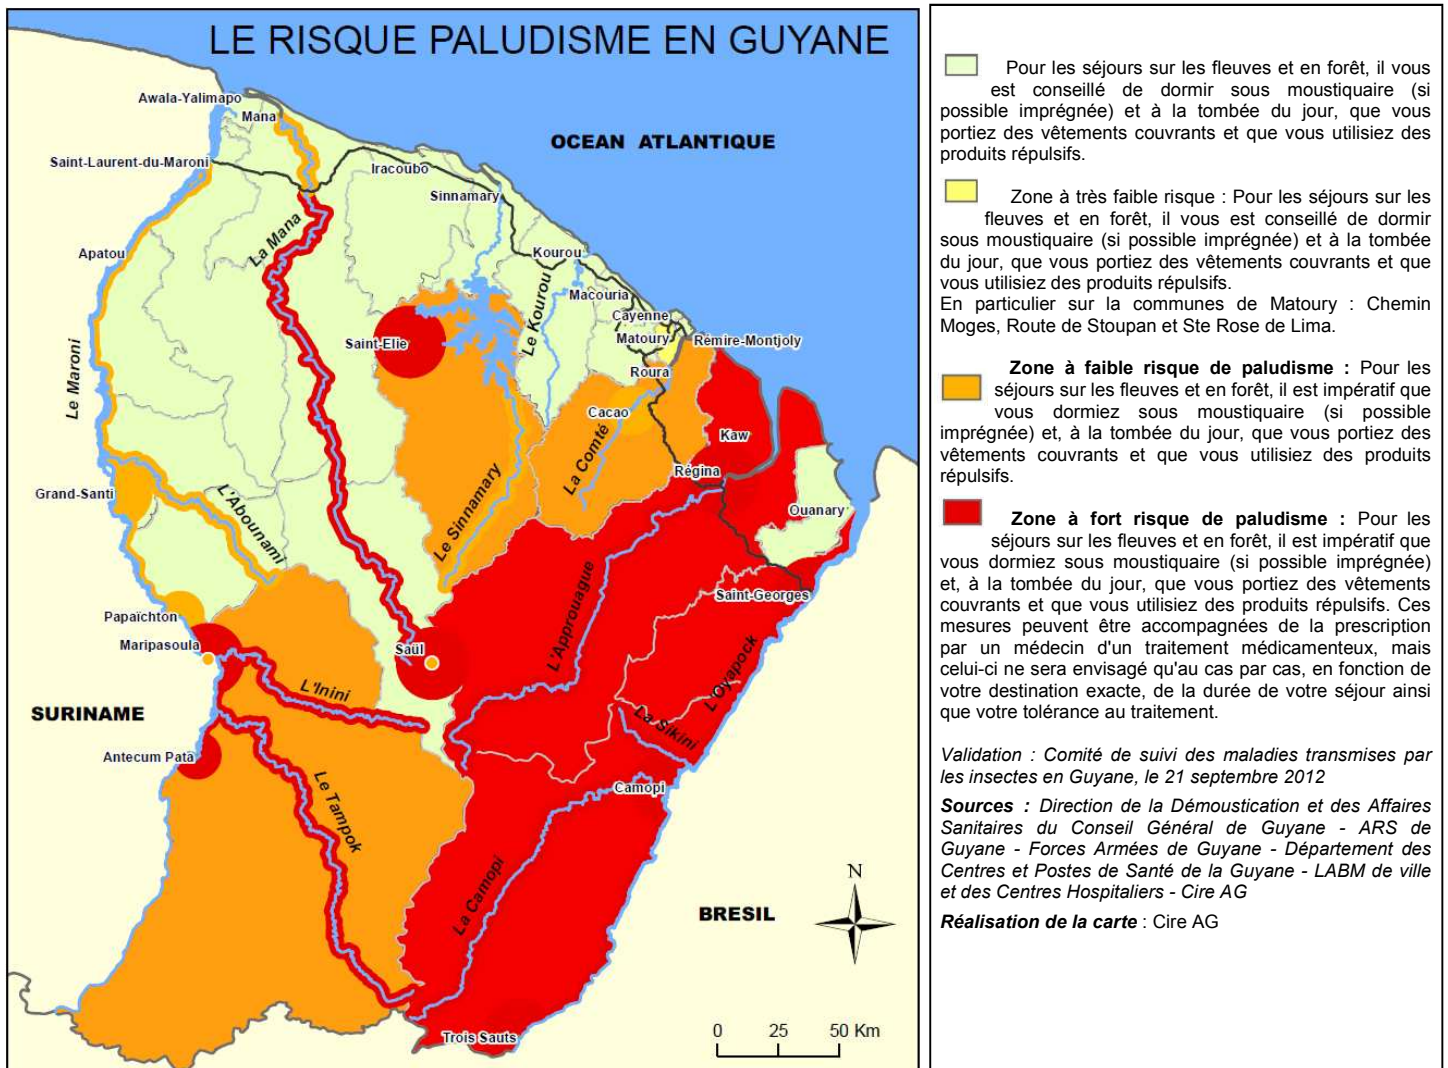 LE RISQUE PALUDISME EN GUYANE
Awala-Yalimapo
Mana
OCEAN ATLANTIQUE
Saint-Laurent-du-Maroni
Iracoubo
Sinnamary
La Mana
Apatou
Kourou
Macouria
Le Kourou
Cayenne
Saint-Elie
Matoury
Rémire-Montjoly
Roura
Le Maroni
Cacao
Kaw
La Comté
Régina
Grand-Santi
L'Abounami
Le Sinnamary
Ouanary
L'Approuague
Saint-Georges
Papaïchton
Maripasoula
Saül
L'Inini
L'Oyapock
SURINAME
La Sikini
Antecum Pata
Le Tampok
Camopi
La Camopi
BRESIL
N
Trois Sauts
0 25 50 Km
Pour les séjours sur les fleuves et en forêt, il vous
est conseillé de dormir sous moustiquaire (si
possible imprégnée) et à la tombée du jour, que vous
portiez des vêtements couvrants et que vous utilisiez des
produits répulsifs.
Zone à très faible risque : Pour les séjours sur les
fleuves et en forêt, il vous est conseillé de dormir
sous moustiquaire (si possible imprégnée) et à la tombée
du jour, que vous portiez des vêtements couvrants et que
vous utilisiez des produits répulsifs.
En particulier sur la communes de Matoury : Chemin
Moges, Route de Stoupan et Ste Rose de Lima.
Zone à faible risque de paludisme : Pour les
séjours sur les fleuves et en forêt, il est impératif que
vous dormiez sous moustiquaire (si possible
imprégnée) et, à la tombée du jour, que vous portiez des
vêtements couvrants et que vous utilisiez des produits
répulsifs.
Zone à fort risque de paludisme : Pour les
séjours sur les fleuves et en forêt, il est impératif que
vous dormiez sous moustiquaire (si possible imprégnée)
et, à la tombée du jour, que vous portiez des vêtements
couvrants et que vous utilisiez des produits répulsifs. Ces
mesures peuvent être accompagnées de la prescription
par un médecin d'un traitement médicamenteux, mais
celui-ci ne sera envisagé qu'au cas par cas, en fonction de
votre destination exacte, de la durée de votre séjour ainsi
que votre tolérance au traitement.
Validation : Comité de suivi des maladies transmises par
les insectes en Guyane, le 21 septembre 2012
Sources : Direction de la Démoustication et des Affaires
Sanitaires du Conseil Général de Guyane - ARS de
Guyane - Forces Armées de Guyane - Département des
Centres et Postes de Santé de la Guyane - LABM de ville
et des Centres Hospitaliers - Cire AG
Réalisation de la carte : Cire AG